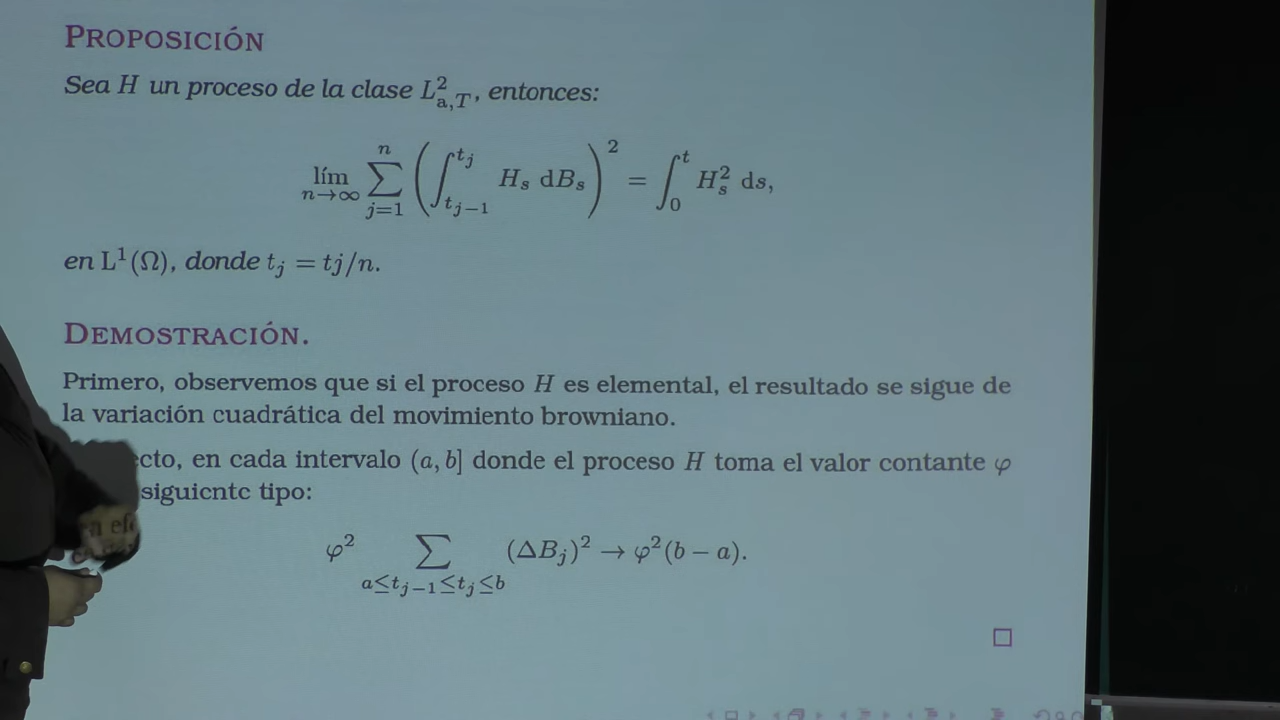 PROPOSICIÓN
Sea H un proceso de la clase L²_{a,T}, entonces:
lím_{n→∞} ∑_{j=1}^{n} (∫_{t_{j−1}}^{t_j} H_s dB_s)² = ∫_0^t H_s² ds,
en L¹(Ω), donde t_j = tj/n.
DEMOSTRACIÓN.
Primero, observemos que si el proceso H es elemental, el resultado se sigue de
la variación cuadrática del movimiento browniano.
cto, en cada intervalo (a, b] donde el proceso H toma el valor contante φ
siguiente tipo:
φ² ∑_{a≤t_{j−1}≤t_j≤b} (ΔB_j)² → φ²(b − a).
□